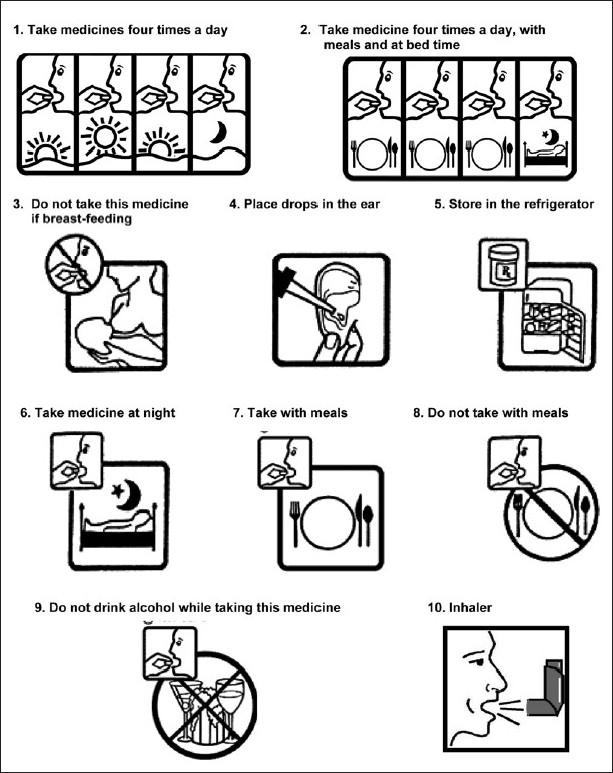 1. Take medicines four times a day
2. Take medicine four times a day, with
meals and at bed time
3. Do not take this medicine
if breast-feeding
4. Place drops in the ear
5. Store in the refrigerator
℞
6. Take medicine at night
7. Take with meals
8. Do not take with meals
9. Do not drink alcohol while taking this medicine
10. Inhaler